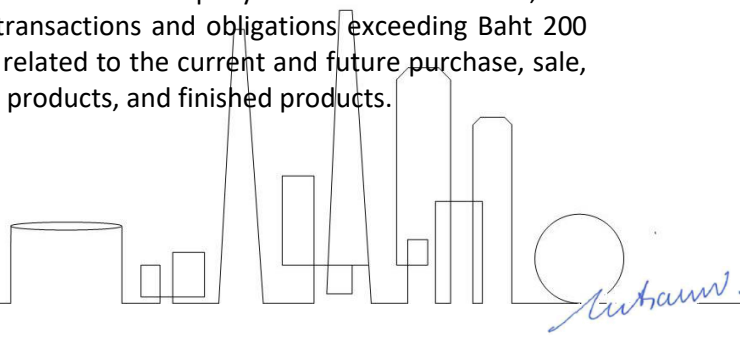 transactions and obligations exceeding Baht 200
related to the current and future purchase, sale,
products, and finished products.